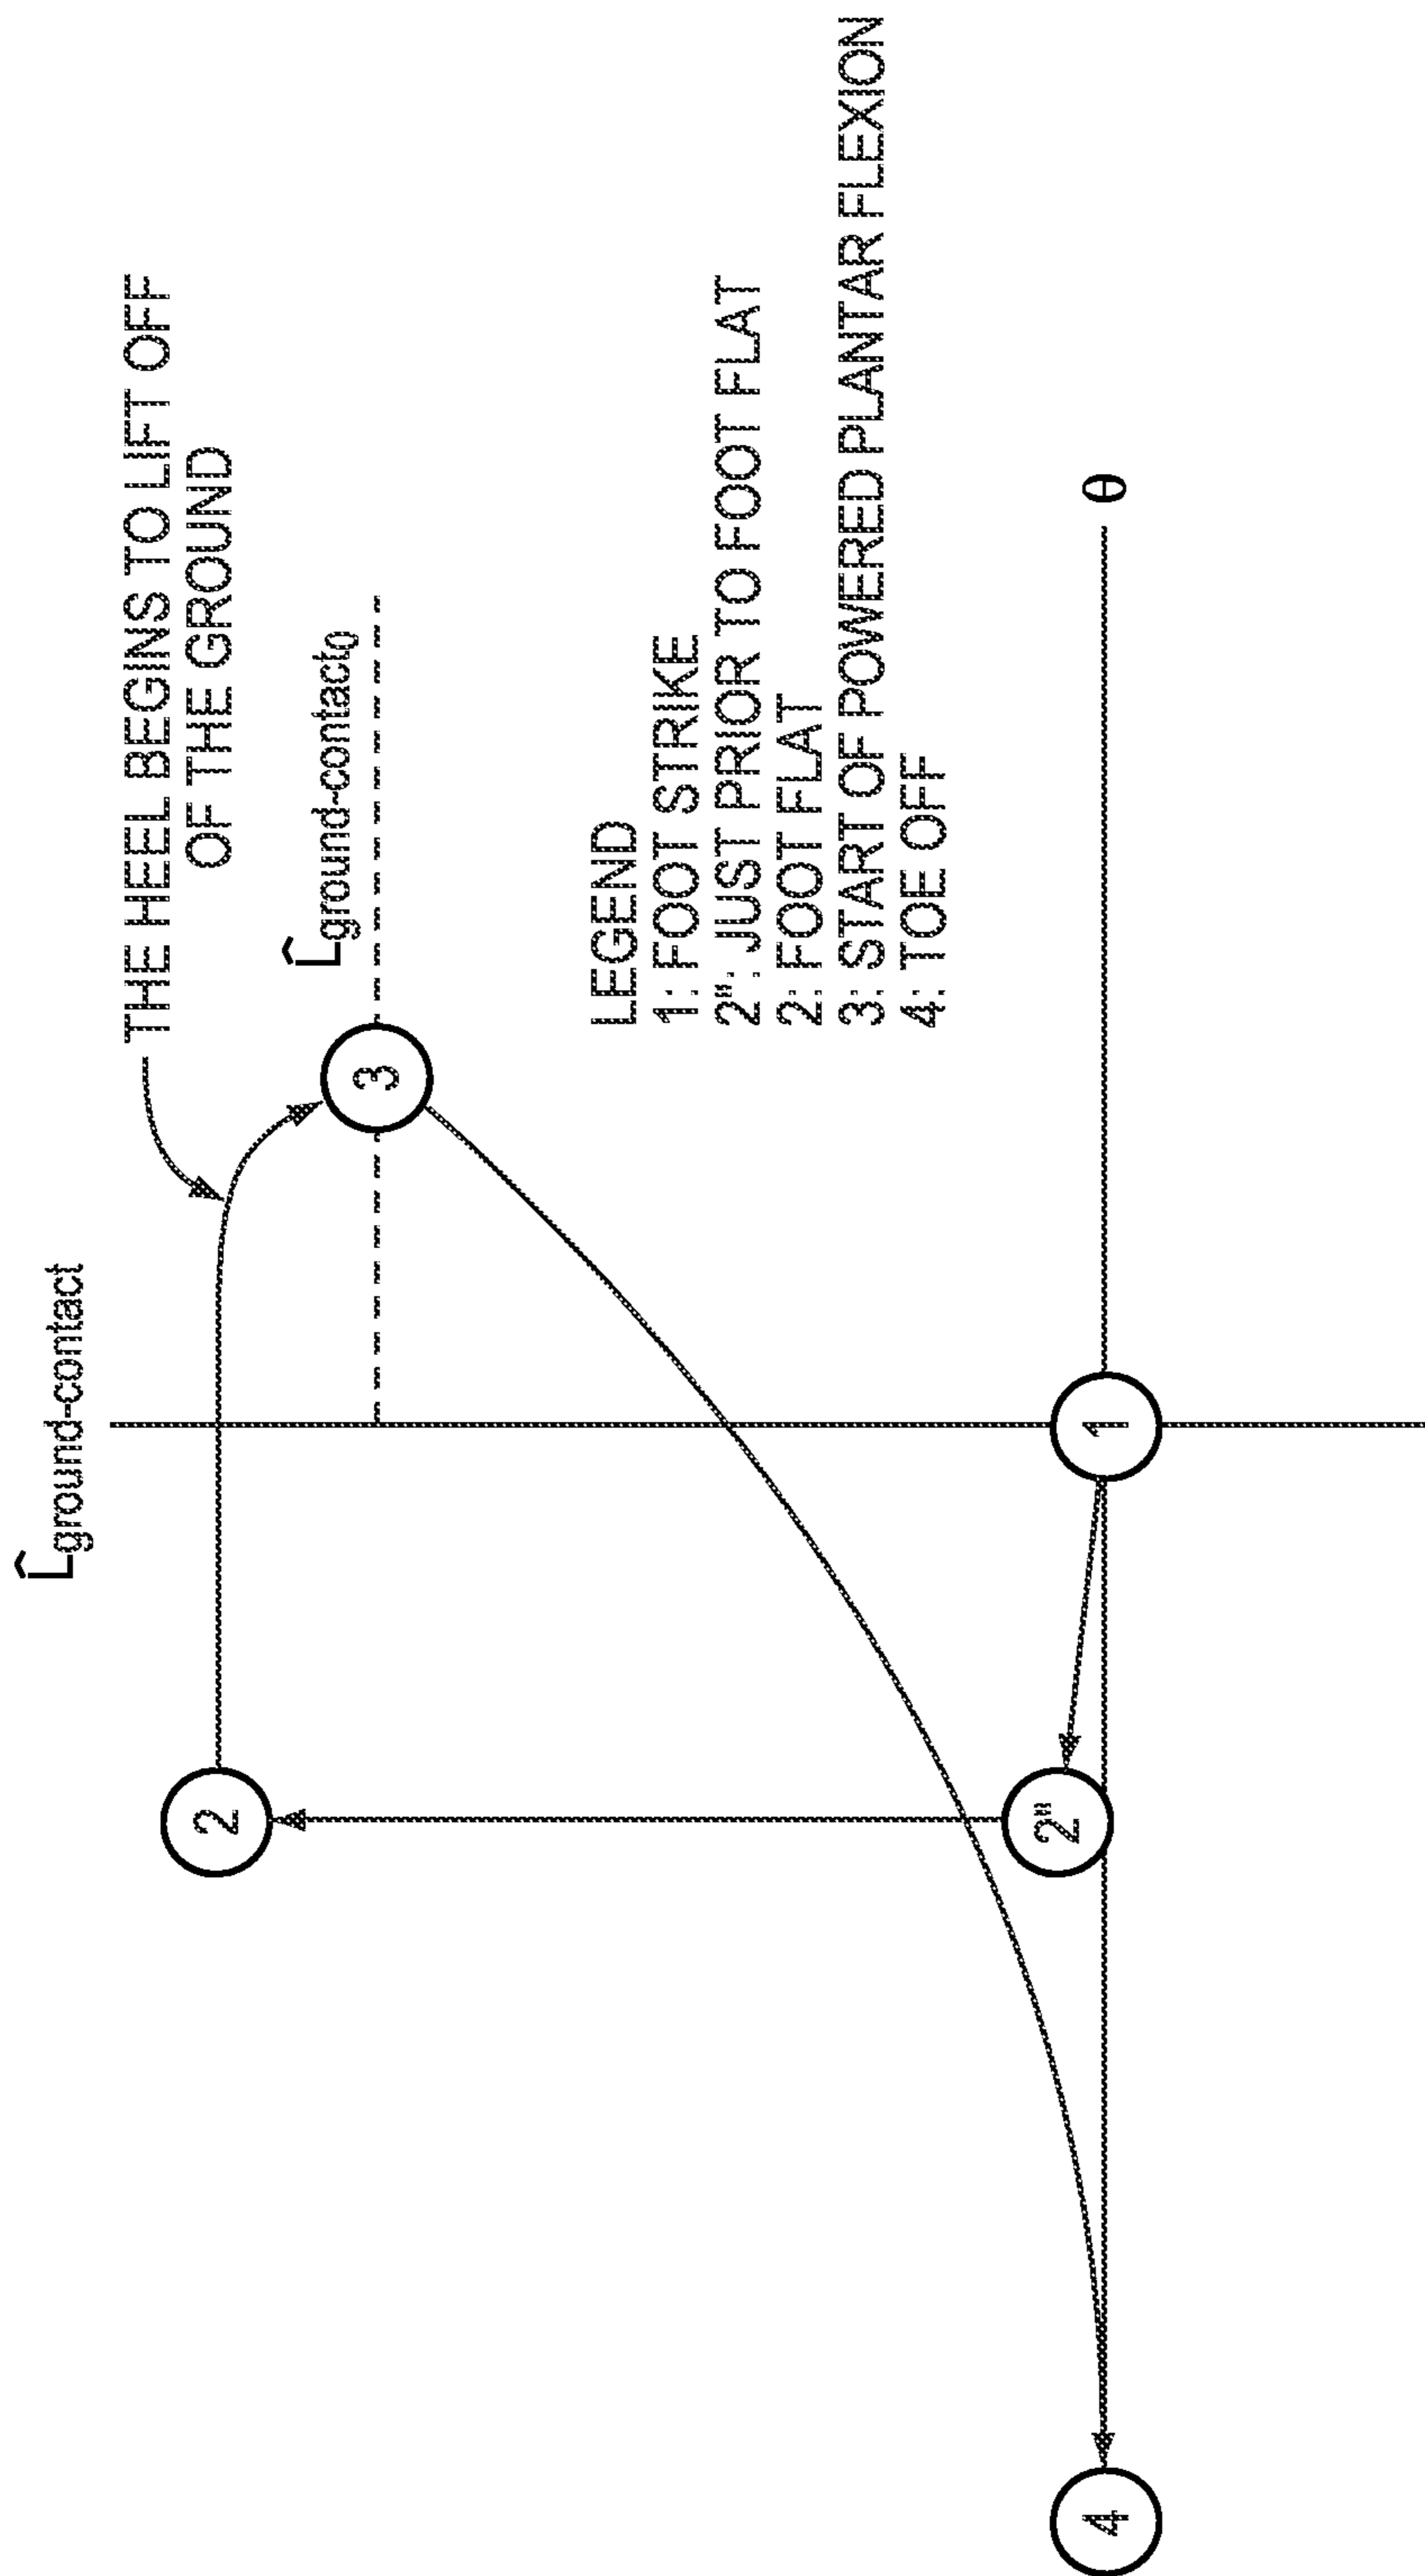 L̂ground-contact
THE HEEL BEGINS TO LIFT OFF
OF THE GROUND
L̂ground-contact₀
2
3
LEGEND
1: FOOT STRIKE
2": JUST PRIOR TO FOOT FLAT
2: FOOT FLAT
3: START OF POWERED PLANTAR FLEXION
4: TOE OFF
4
2"
1
θ